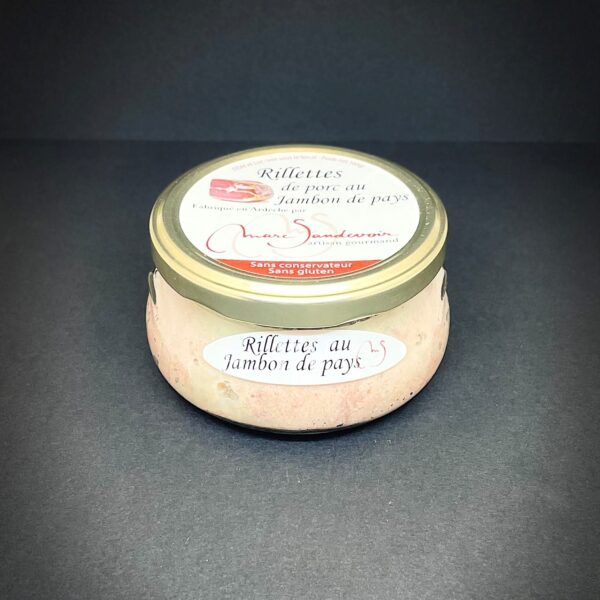 Rillettes
de porc au
Jambon de pays
Fabriqué en Ardèche par
Marc Sandevoir
artisan gourmand
Sans conservateur
Sans gluten
Rillettes au
Jambon de pays